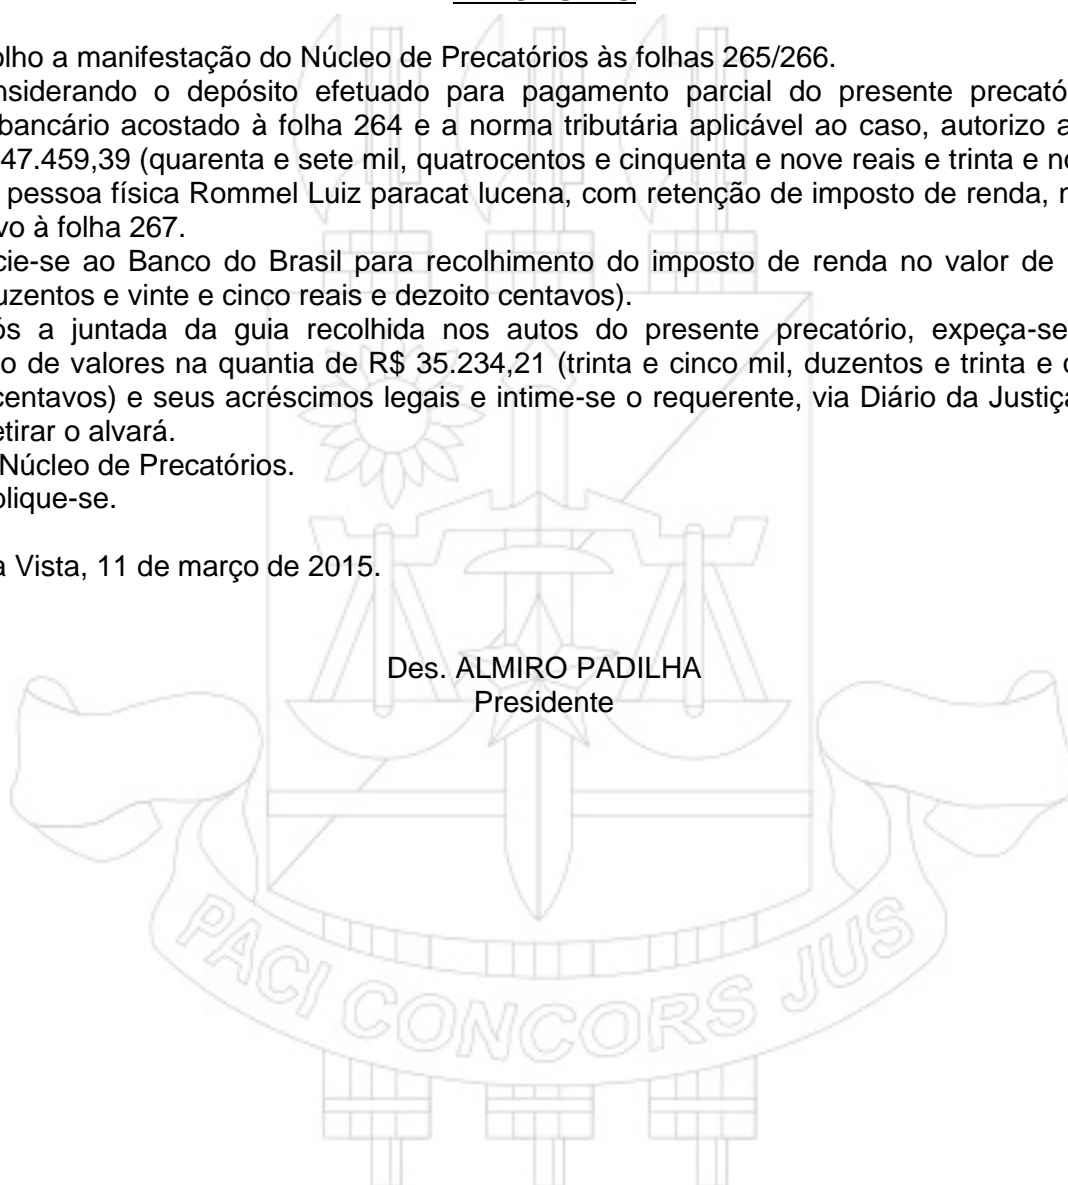 olho a manifestação do Núcleo de Precatórios às folhas 265/266.
nsiderando o depósito efetuado para pagamento parcial do presente precató
bancário acostado à folha 264 e a norma tributária aplicável ao caso, autorizo a
47.459,39 (quarenta e sete mil, quatrocentos e cinquenta e nove reais e trinta e no
pessoa física Rommel Luiz paracat lucena, com retenção de imposto de renda, n
vo à folha 267.
cie-se ao Banco do Brasil para recolhimento do imposto de renda no valor de
uzentos e vinte e cinco reais e dezoito centavos).
ós a juntada da guia recolhida nos autos do presente precatório, expeça-se
o de valores na quantia de R$ 35.234,21 (trinta e cinco mil, duzentos e trinta e
centavos) e seus acréscimos legais e intime-se o requerente, via Diário da Justiça
etirar o alvará.
Núcleo de Precatórios.
blique-se.
a Vista, 11 de março de 2015.
Des. ALMIRO PADILHA
Presidente
PACI CONCORS JUS